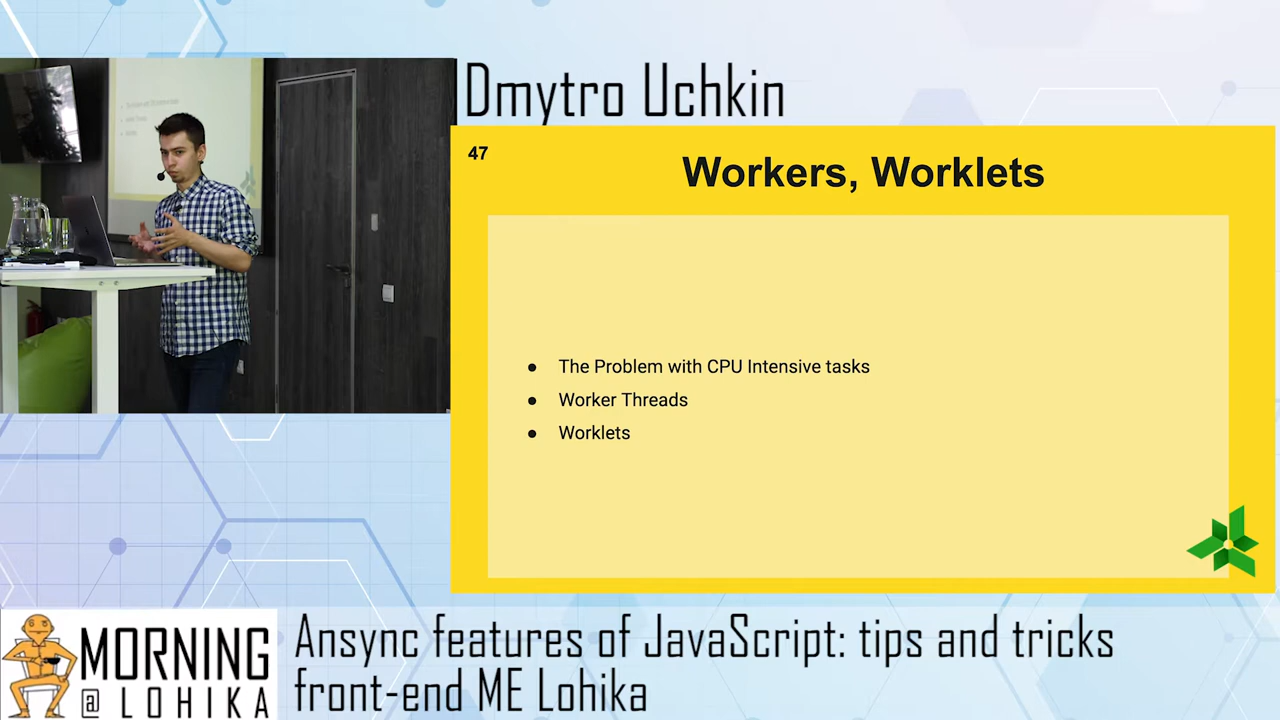 Dmytro Uchkin
47
Workers, Worklets
● The Problem with CPU Intensive tasks
● Worker Threads
● Worklets
MORNING
@ LOHIKA
Ansync features of JavaScript: tips and tricks
front-end ME Lohika